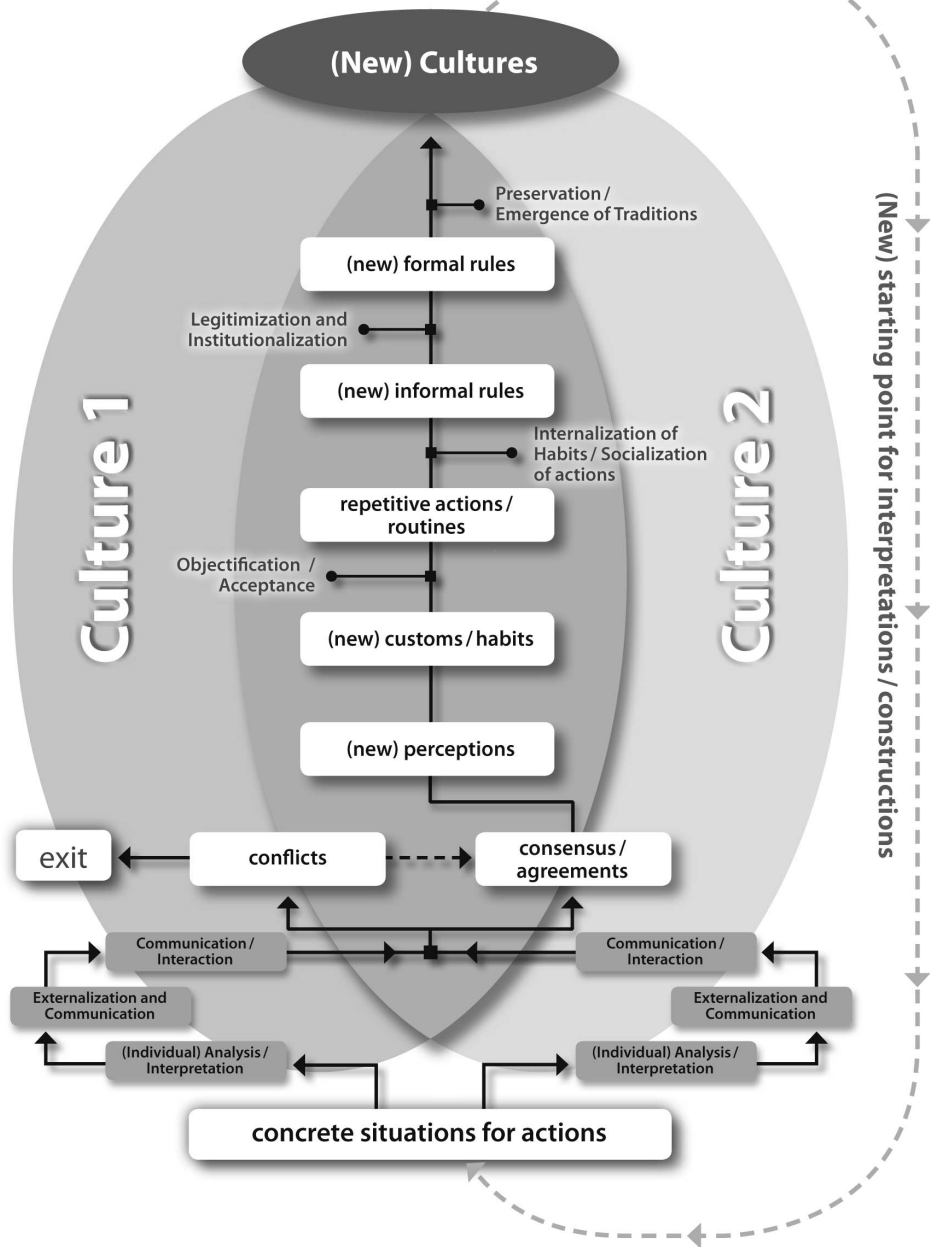 (New) Cultures
Preservation /
Emergence of Traditions
(new) formal rules
Legitimization and
Institutionalization
(new) informal rules
Internalization of
Habits / Socialization
of actions
repetitive actions /
routines
Objectification /
Acceptance
(new) customs / habits
(new) perceptions
Culture 1
Culture 2
(New) starting point for interpretations / constructions
exit
conflicts
consensus /
agreements
Communication /
Interaction
Communication /
Interaction
Externalization and
Communication
Externalization and
Communication
(Individual) Analysis /
Interpretation
(Individual) Analysis /
Interpretation
concrete situations for actions